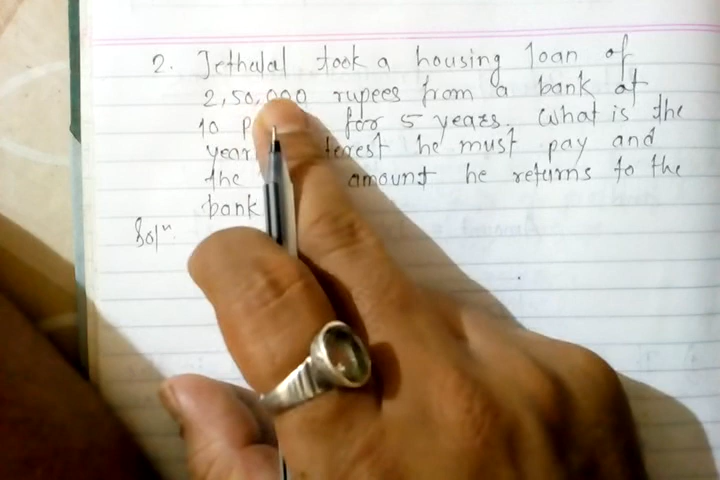 2. Jethalal took a housing loan of
2,50,000 rupees from a bank at
10 for 5 years. What is the
he must pay and
the amount he returns to the
bank
Solⁿ.